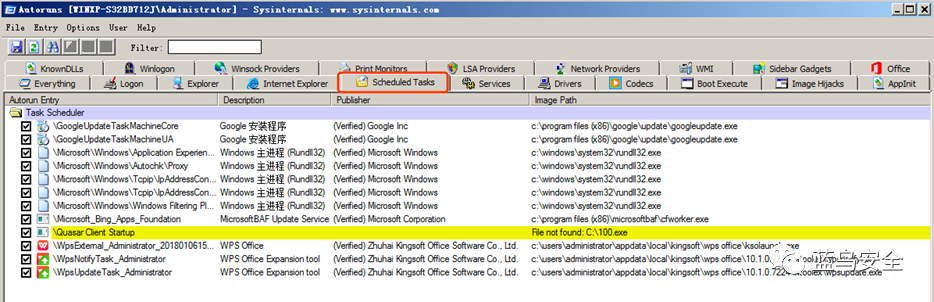 Autoruns [WINXP-S32BD712J\Administrator] - Sysinternals: www.sysinternals.com
File Entry Options User Help
Filter:
KnownDLLs Winlogon Winsock Providers Print Monitors LSA Providers Network Providers WMI Sidebar Gadgets Office
Everything Logon Explorer Internet Explorer Scheduled Tasks Services Drivers Codecs Boot Execute Image Hijacks AppInit
Autorun Entry Description Publisher Image Path
Task Scheduler
\GoogleUpdateTaskMachineCore Google 安装程序 (Verified) Google Inc c:\program files (x86)\google\update\googleupdate.exe
\GoogleUpdateTaskMachineUA Google 安装程序 (Verified) Google Inc c:\program files (x86)\google\update\googleupdate.exe
\Microsoft\Windows\Application Experien... Windows 主进程 (Rundll32) (Verified) Microsoft Windows c:\windows\system32\rundll32.exe
\Microsoft\Windows\Autochk\Proxy Windows 主进程 (Rundll32) (Verified) Microsoft Windows c:\windows\system32\rundll32.exe
\Microsoft\Windows\Tcpip\IpAddressCon... Windows 主进程 (Rundll32) (Verified) Microsoft Windows c:\windows\system32\rundll32.exe
\Microsoft\Windows\Tcpip\IpAddressCon... Windows 主进程 (Rundll32) (Verified) Microsoft Windows c:\windows\system32\rundll32.exe
\Microsoft\Windows\Windows Filtering Pl... Windows 主进程 (Rundll32) (Verified) Microsoft Windows c:\windows\system32\rundll32.exe
\Microsoft_Bing_Apps_Foundation MicrosoftBAF Update Service (Verified) Microsoft Corporation c:\program files (x86)\microsoftbaf\cfworker.exe
\Quasar Client Startup File not found: C:\100.exe
\WpsExternal_Administrator_2018010615... WPS Office (Verified) Zhuhai Kingsoft Office Software Co., Ltd. c:\users\administrator\appdata\local\kingsoft\wps office\ksolaunch.exe
\WpsNotifyTask_Administrator WPS Office Expansion tool (Verified) Zhuhai Kingsoft Office Software Co., Ltd. c:\users\administrator\appdata\local\kingsoft\wps office\10.1.0.
\WpsUpdateTask_Administrator WPS Office Expansion tool (Verified) Zhuhai Kingsoft Office Software Co., Ltd. c:\users\administrator\appdata\local\kingsoft\wps office\10.1.0.7224
蓝鸟安全